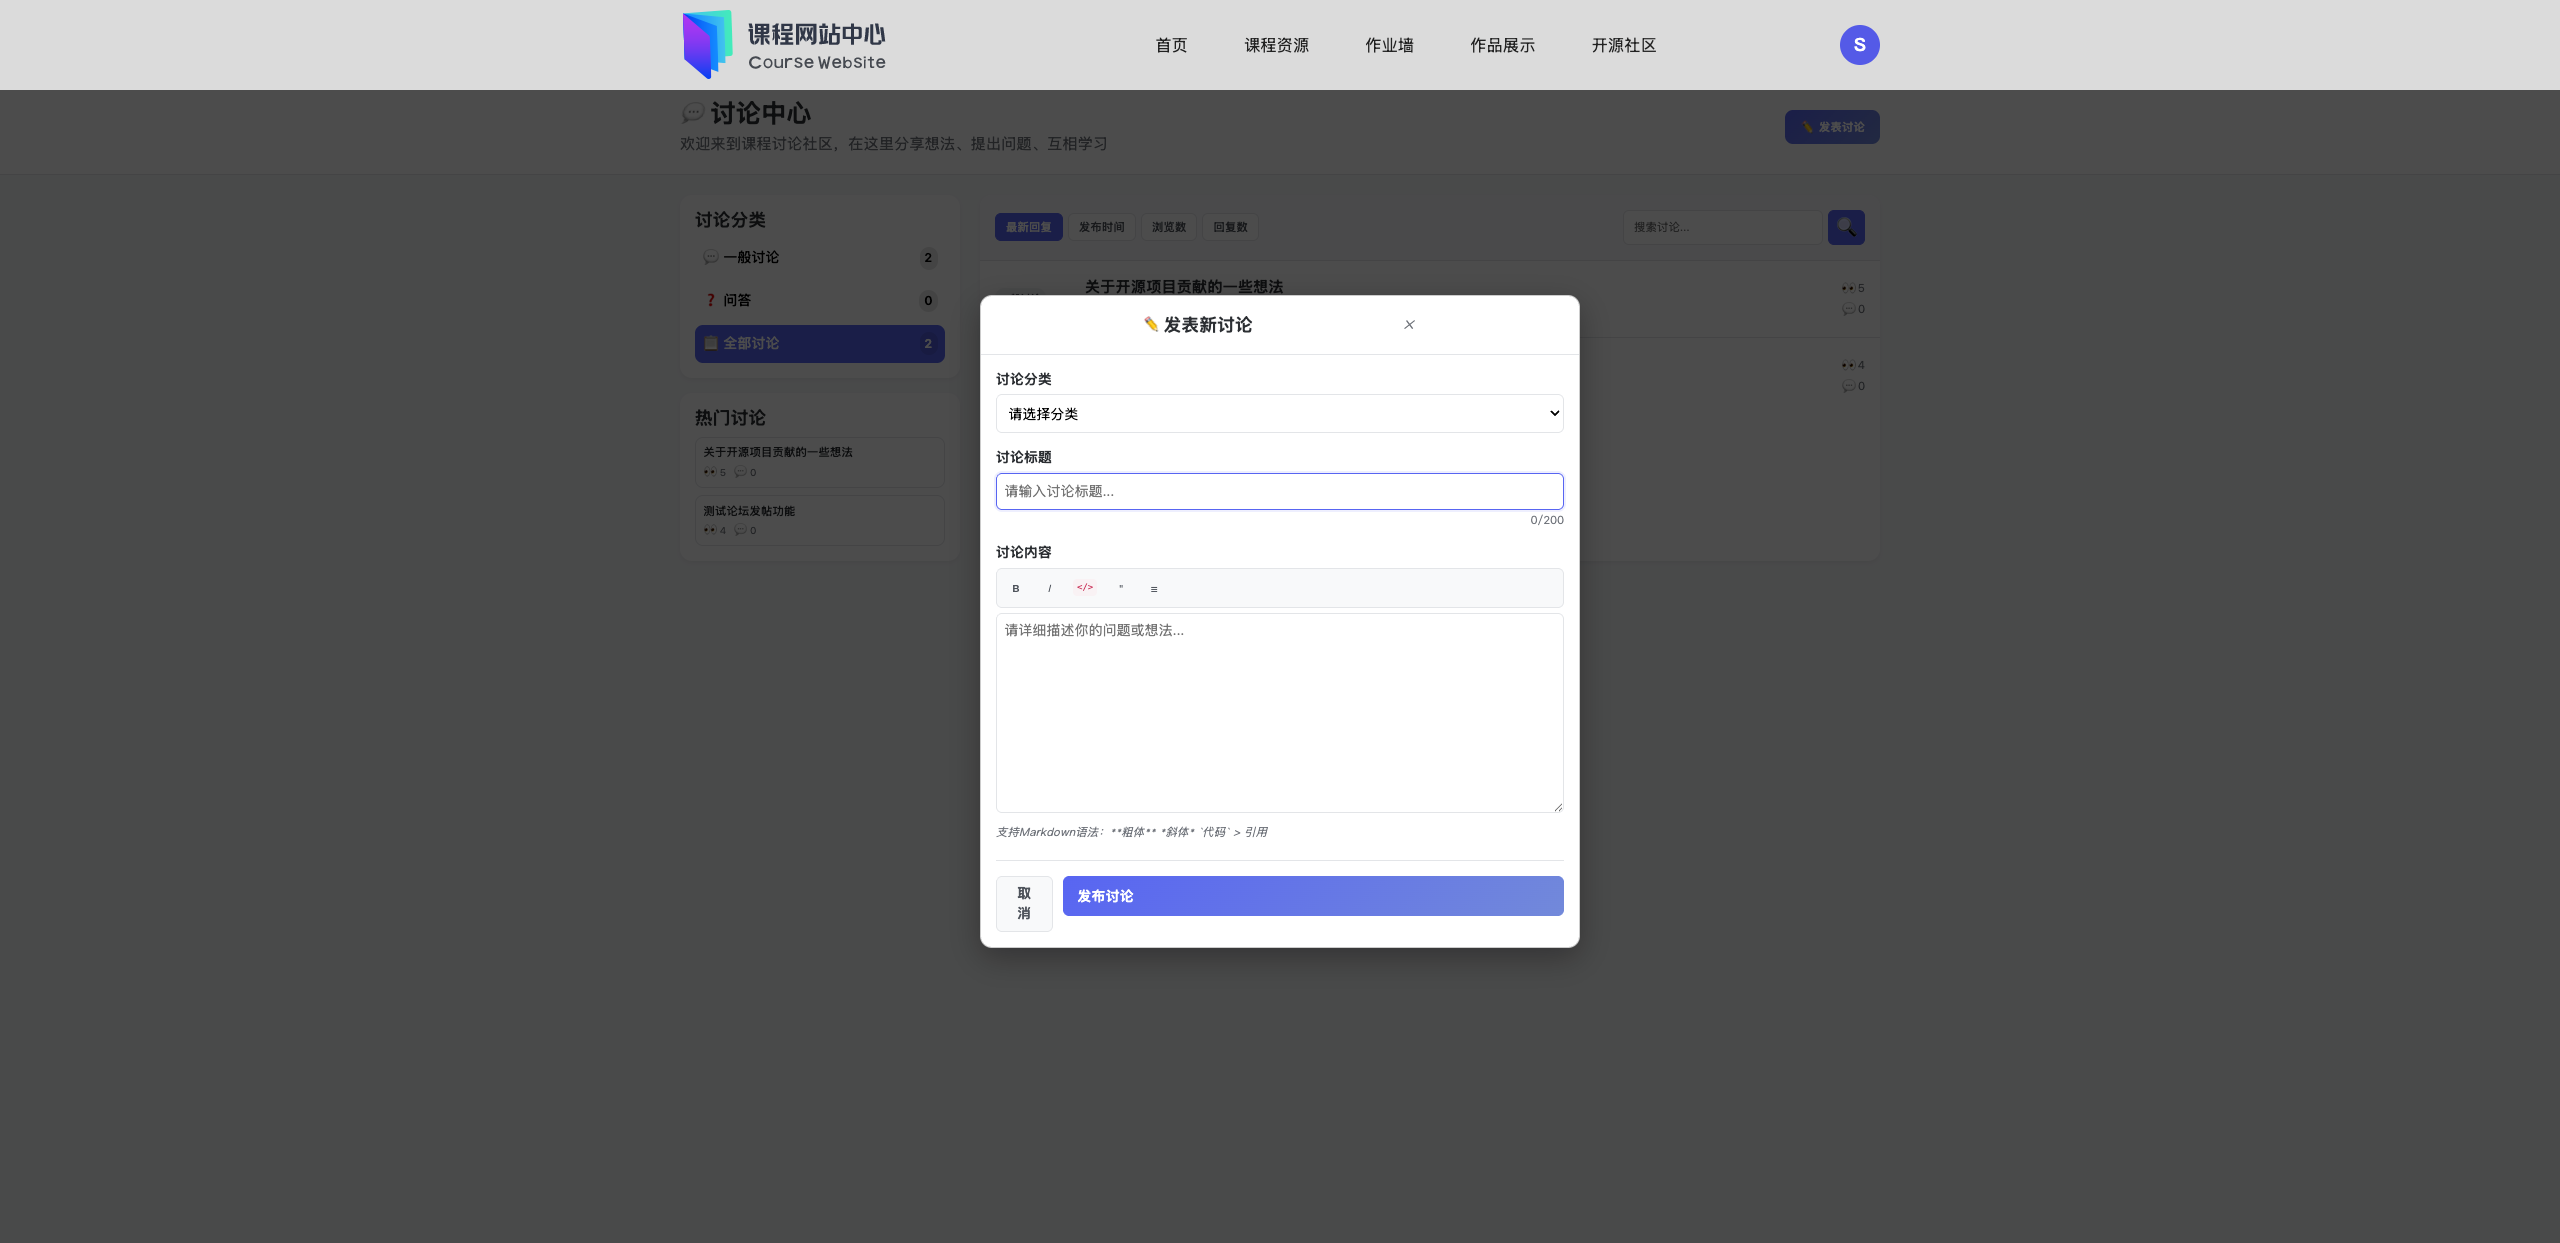 课程网站中心
Course Website
首页
课程资源
作业墙
作品展示
开源社区
S
讨论中心
欢迎来到课程讨论社区，在这里分享想法、提出问题、互相学习
发表讨论
讨论分类
一般讨论
2
问答
0
全部讨论
2
热门讨论
关于开源项目贡献的一些想法
5
0
测试论坛发帖功能
4
0
最新回复
发布时间
浏览数
回复数
搜索讨论...
关于开源项目贡献的一些想法
5
0
4
0
发表新讨论
×
讨论分类
请选择分类
讨论标题
请输入讨论标题...
0/200
讨论内容
B I </> " ≡
请详细描述你的问题或想法...
支持Markdown语法：**粗体** *斜体* `代码` > 引用
取
消
发布讨论